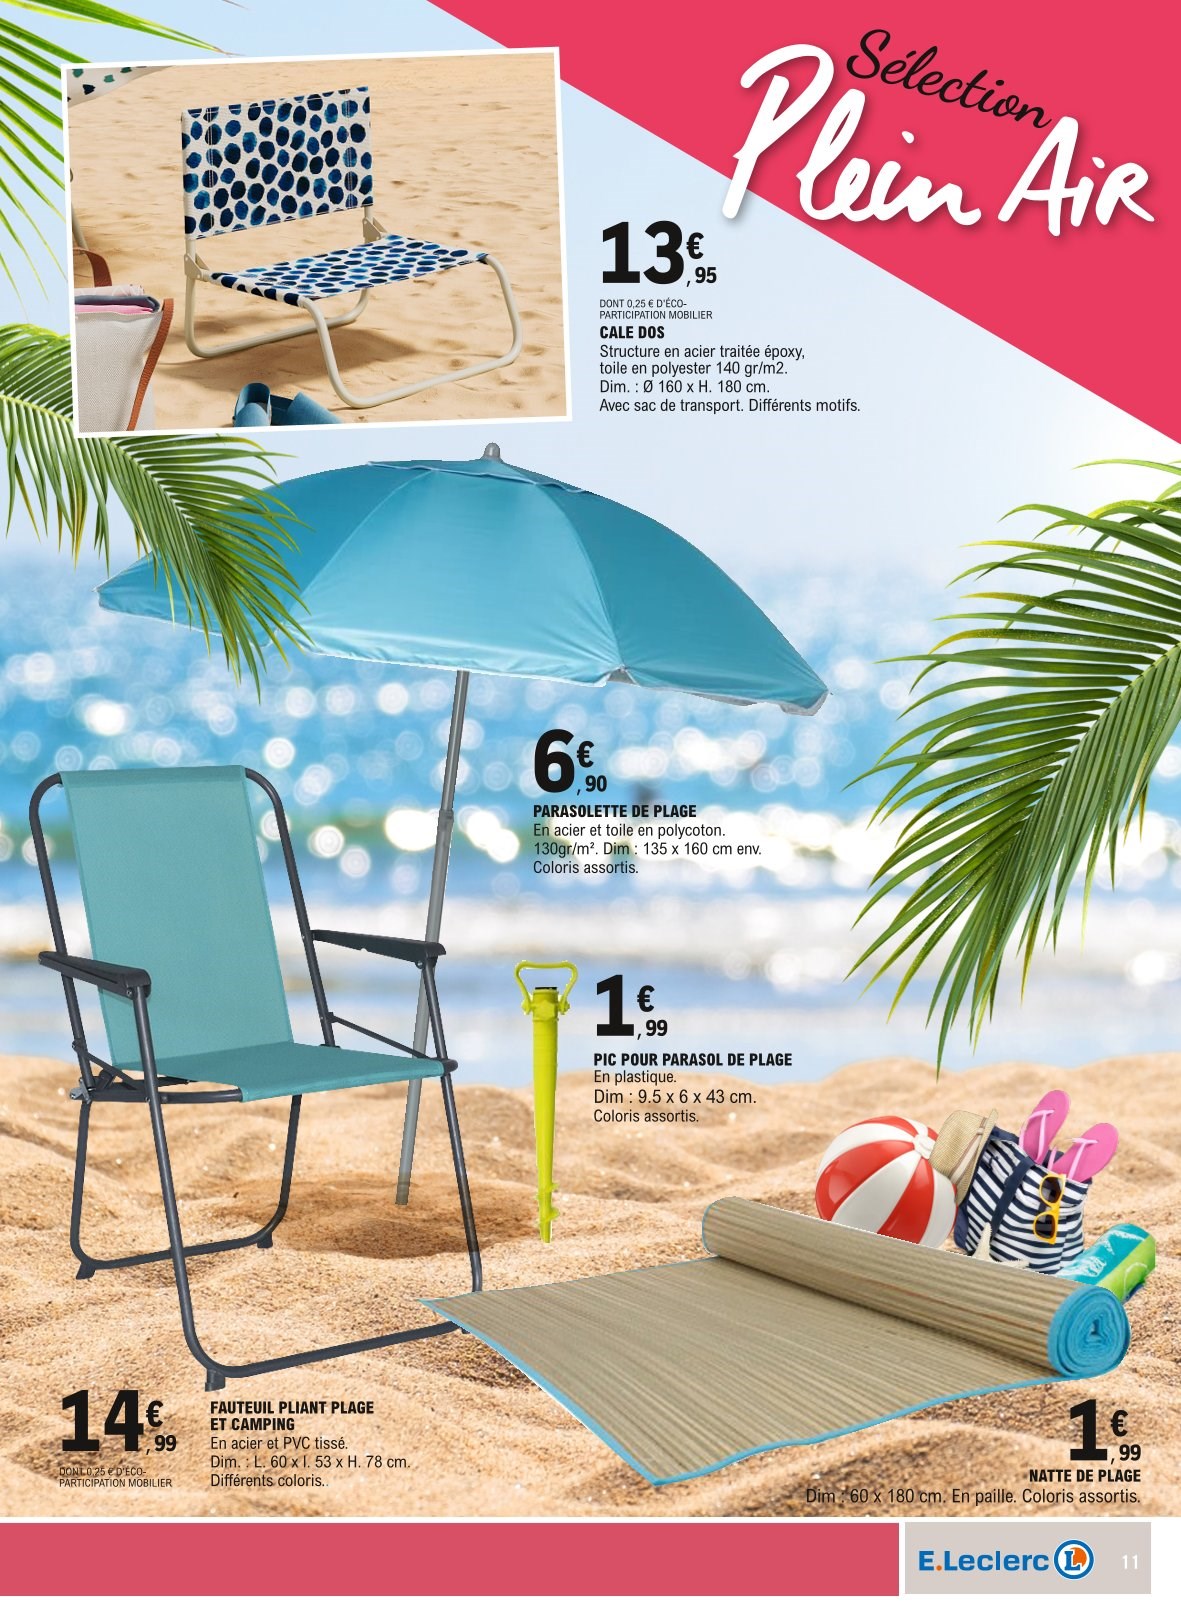 Sélection
Plein Air
13€,95
DONT 0,25 € D'ÉCO-
PARTICIPATION MOBILIER
CALE DOS
Structure en acier traitée époxy,
toile en polyester 140 gr/m2.
Dim. : Ø 160 x H. 180 cm.
Avec sac de transport. Différents motifs.
6€,90
PARASOLETTE DE PLAGE
En acier et toile en polycoton.
130gr/m². Dim : 135 x 160 cm env.
Coloris assortis.
1€,99
PIC POUR PARASOL DE PLAGE
En plastique.
Dim : 9.5 x 6 x 43 cm.
Coloris assortis.
14€,99
DONT 0,25 € D'ÉCO-
PARTICIPATION MOBILIER
FAUTEUIL PLIANT PLAGE
ET CAMPING
En acier et PVC tissé.
Dim. : L. 60 x l. 53 x H. 78 cm.
Différents coloris.
1€,99
NATTE DE PLAGE
Dim : 60 x 180 cm. En paille. Coloris assortis.
E.Leclerc L
11